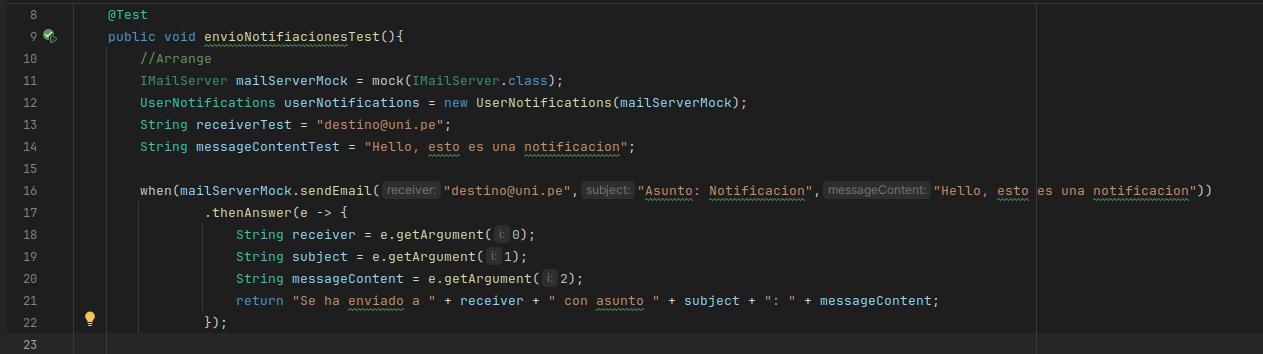 8 @Test
9 public void envioNotifiacionesTest(){
10 //Arrange
11 IMailServer mailServerMock = mock(IMailServer.class);
12 UserNotifications userNotifications = new UserNotifications(mailServerMock);
13 String receiverTest = "destino@uni.pe";
14 String messageContentTest = "Hello, esto es una notificacion";
15
16 when(mailServerMock.sendEmail( receiver: "destino@uni.pe", subject: "Asunto: Notificacion", messageContent: "Hello, esto es una notificacion"))
17 .thenAnswer(e -> {
18 String receiver = e.getArgument( i: 0);
19 String subject = e.getArgument( i: 1);
20 String messageContent = e.getArgument( i: 2);
21 return "Se ha enviado a " + receiver + " con asunto " + subject + ": " + messageContent;
22 });
23